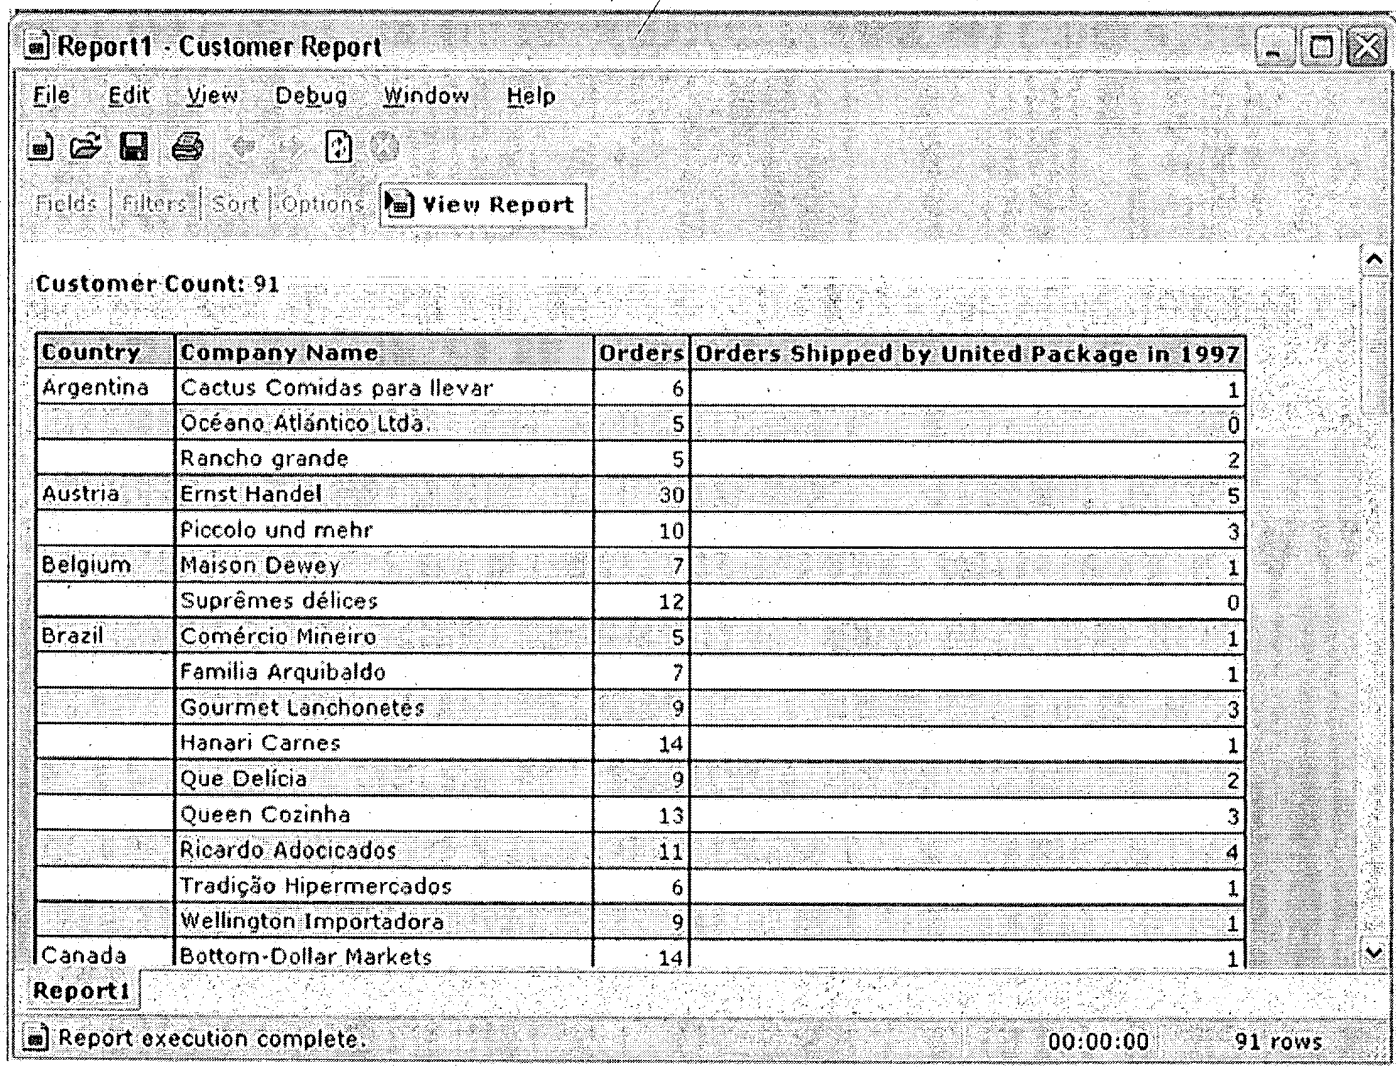 Report1 - Customer Report
File Edit View Debug Window Help
Fields Filters Sort Options View Report
Customer Count: 91
Country Company Name Orders Orders Shipped by United Package in 1997
Argentina Cactus Comidas para llevar 6 1
Océano Atlántico Ltda. 5 0
Rancho grande 5 2
Austria Ernst Handel 30 5
Piccolo und mehr 10 3
Belgium Maison Dewey 7 1
Suprêmes délices 12 0
Brazil Comércio Mineiro 5 1
Familia Arquibaldo 7 1
Gourmet Lanchonetes 9 3
Hanari Carnes 14 1
Que Delícia 9 2
Queen Cozinha 13 3
Ricardo Adocicados 11 4
Tradição Hipermercados 6 1
Wellington Importadora 9 1
Canada Bottom-Dollar Markets 14 1
Report1
Report execution complete. 00:00:00 91 rows